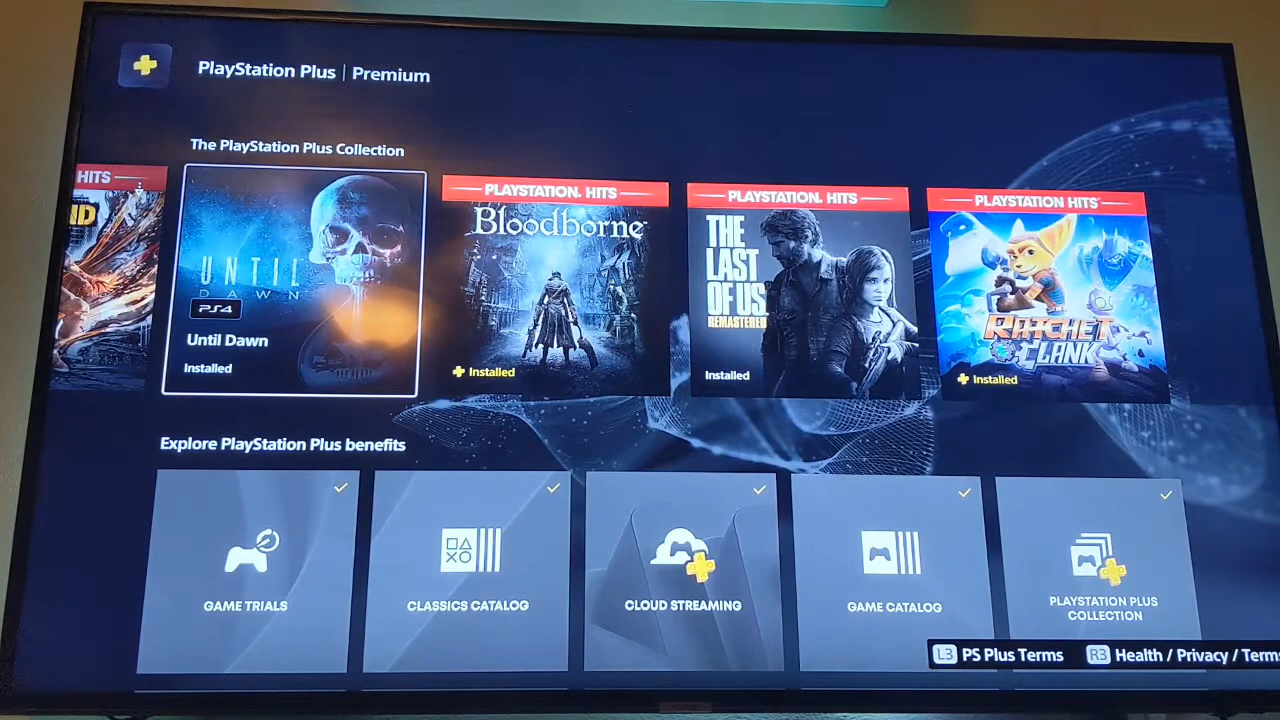 PlayStation Plus | Premium
The PlayStation Plus Collection
HITS
ND
UNTIL
DAWN
PS4
Until Dawn
Installed
PLAYSTATION HITS
Bloodborne
Installed
PLAYSTATION HITS
THE
LAST
OF US
REMASTERED
Installed
PLAYSTATION HITS
RATCHET
CLANK
Installed
Explore PlayStation Plus benefits
GAME TRIALS
CLASSICS CATALOG
CLOUD STREAMING
GAME CATALOG
PLAYSTATION PLUS
COLLECTION
L3 PS Plus Terms
R3 Health / Privacy / Terms